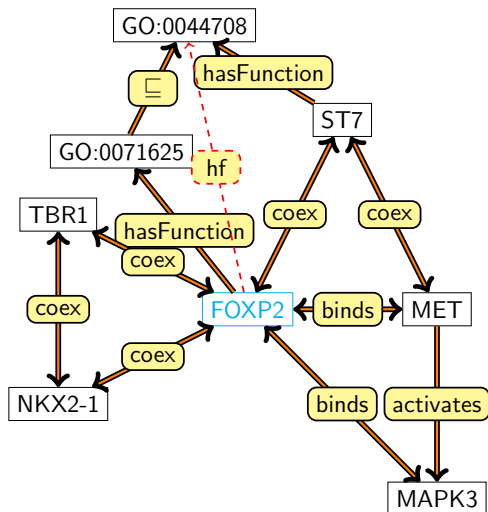 GO:0044708
hasFunction
⊑
ST7
GO:0071625
hf
TBR1
coex
coex
hasFunction
coex
coex
FOXP2
binds
MET
coex
NKX2-1
binds
activates
MAPK3